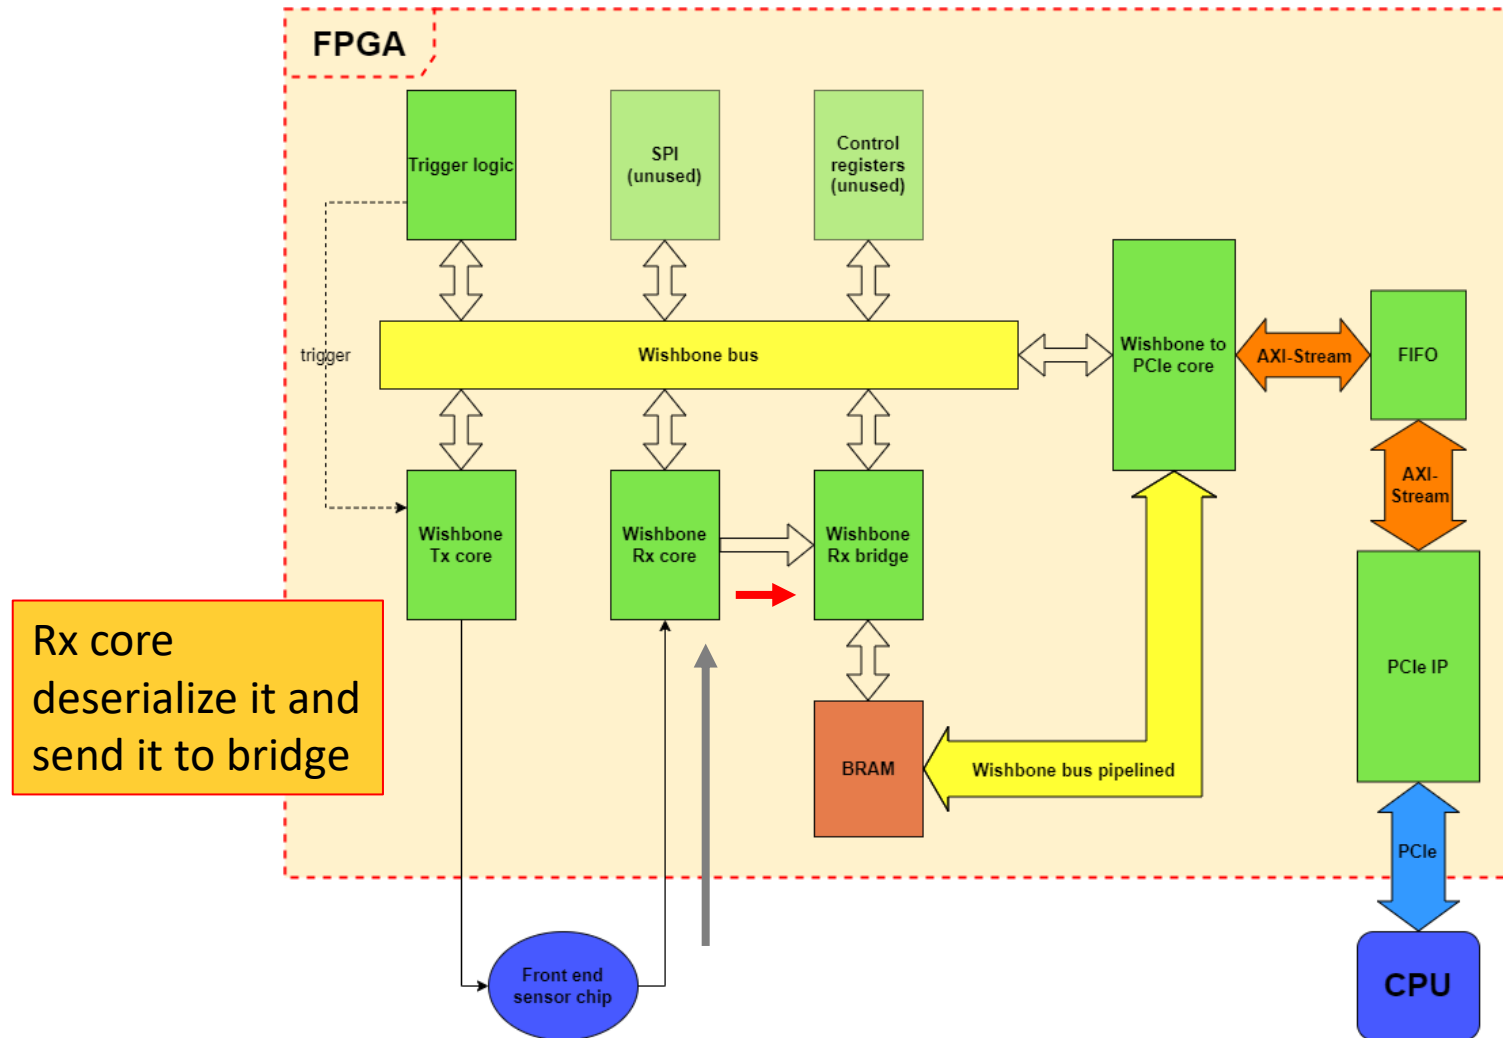 FPGA
Trigger logic
SPI
(unused)
Control
registers
(unused)
trigger
Wishbone bus
Wishbone to
PCIe core
AXI-Stream
FIFO
AXI-
Stream
Wishbone
Tx core
Wishbone
Rx core
Wishbone
Rx bridge
Rx core
deserialize it and
send it to bridge
PCIe IP
BRAM
Wishbone bus pipelined
PCIe
Front end
sensor chip
CPU